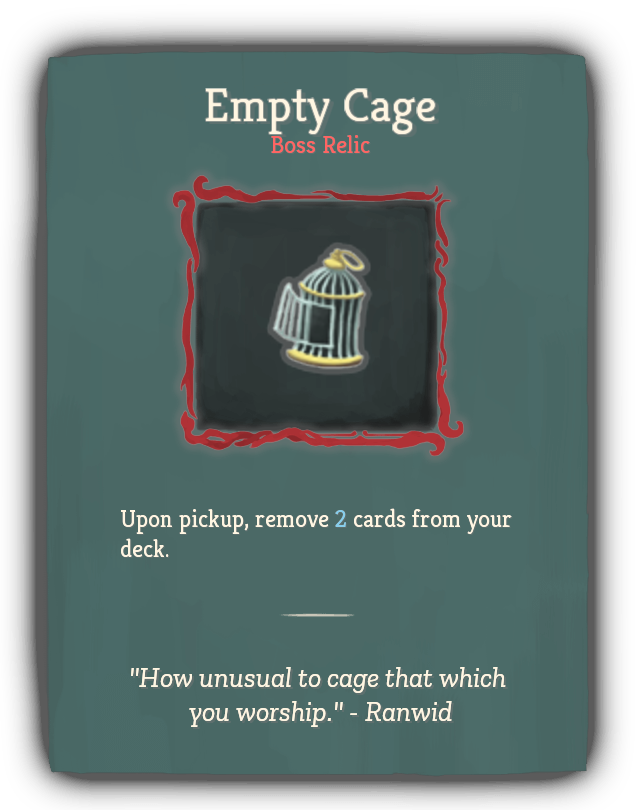 Empty Cage
Boss Relic
Upon pickup, remove 2 cards from your
deck.
"How unusual to cage that which
you worship." - Ranwid